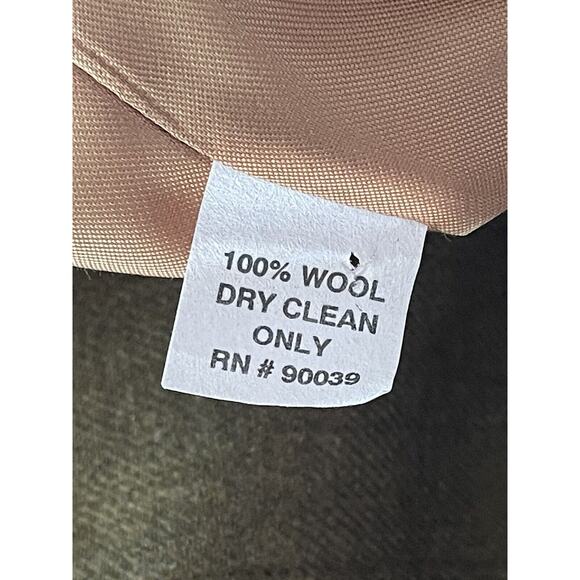 100% WOOL
DRY CLEAN
ONLY
RN # 90039